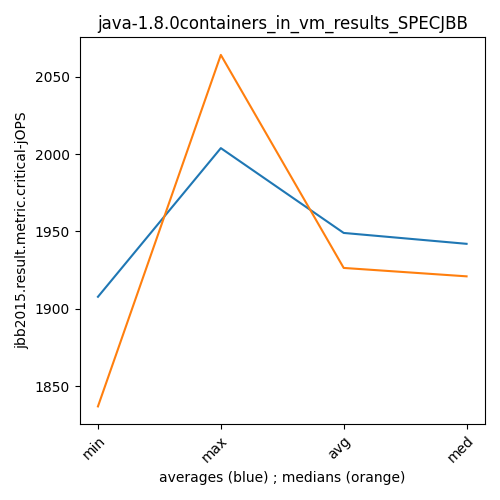 java-1.8.0containers_in_vm_results_SPECJBB
jbb2015.result.metric.critical-jOPS
2050
2000
1950
1900
1850
min
max
avg
med
averages (blue) ; medians (orange)